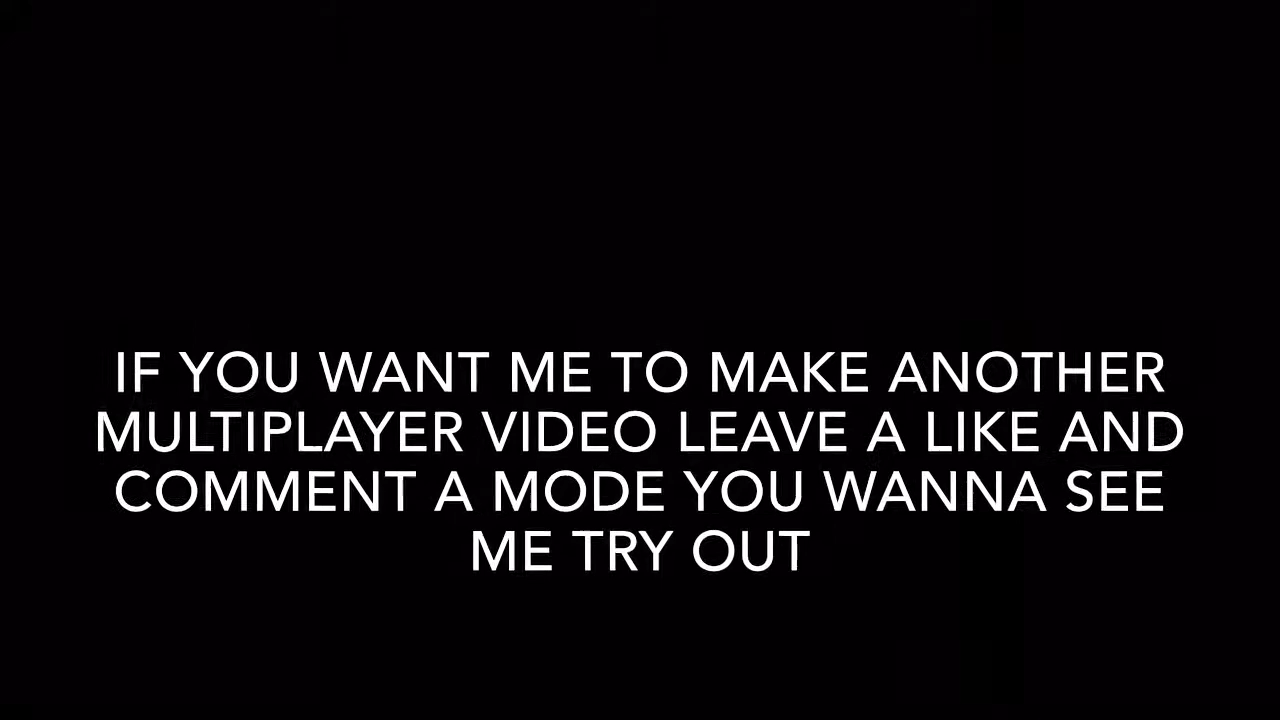 IF YOU WANT ME TO MAKE ANOTHER
MULTIPLAYER VIDEO LEAVE A LIKE AND
COMMENT A MODE YOU WANNA SEE
ME TRY OUT